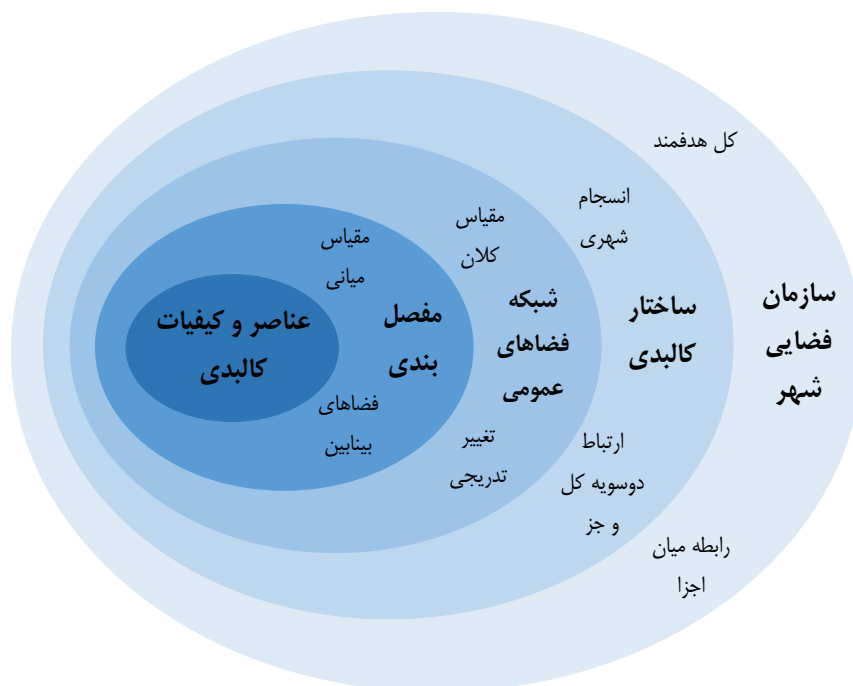 کل هدفمند
انسجام
شهری
مقیاس
کلان
مقیاس
میانی
سازمان
فضایی
شهر
ساختار
کالبدی
شبکه
فضاهای
عمومی
مفصل
بندی
عناصر و کیفیات
کالبدی
فضاهای
بینابین
تغییر
تدریجی
ارتباط
دوسویه کل
و جز
رابطه میان
اجزا